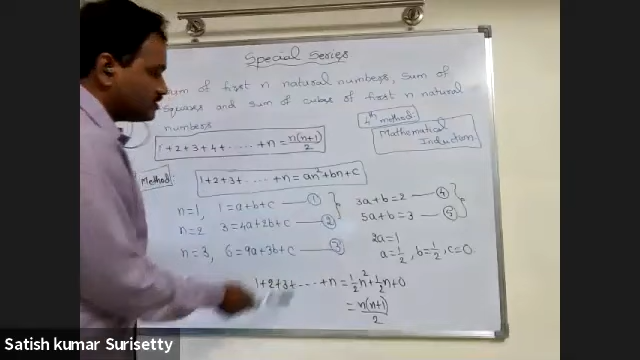 Special Series
Sum of first n natural numbers, Sum of
squares and sum of cubes of first n natural
numbers
4th method
Mathematical
Induction
1+2+3+4+.....+n = n(n+1)/2
Method:
1+2+3+.....+n = an²+bn+c
n=1, 1=a+b+c —— ①
n=2 3=4a+2b+c —— ②
n=3, 6=9a+3b+c —— ③
3a+b=2 —— ④
5a+b=3 —— ⑤
2a=1
a=1/2, b=1/2, c=0
1+2+3+....+n = 1/2 n²+1/2 n+0
= n(n+1)/2
Satish kumar Surisetty